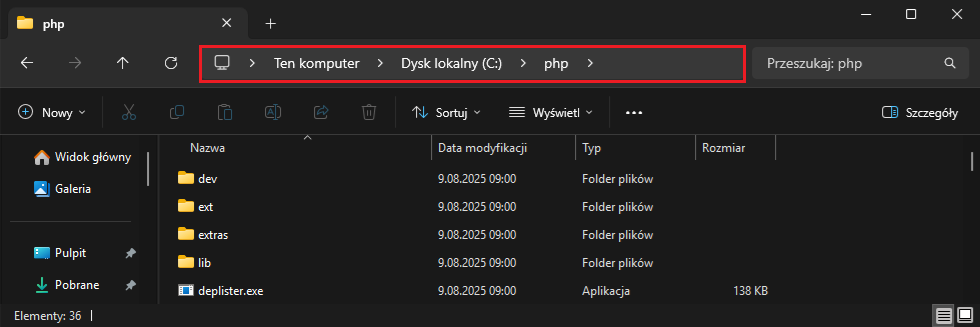 php
Ten komputer > Dysk lokalny (C:) > php >
Przeszukaj: php
Nowy Sortuj Wyświetl ... Szczegóły
Widok główny
Galeria
Pulpit
Pobrane
Nazwa Data modyfikacji Typ Rozmiar
dev 9.08.2025 09:00 Folder plików
ext 9.08.2025 09:00 Folder plików
extras 9.08.2025 09:00 Folder plików
lib 9.08.2025 09:00 Folder plików
deplister.exe 9.08.2025 09:00 Aplikacja 138 KB
Elementy: 36